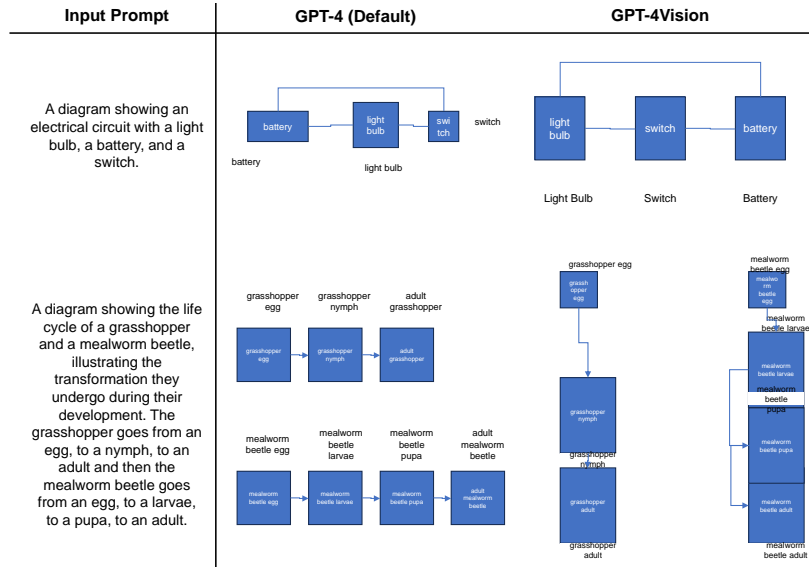 Input Prompt
GPT-4 (Default)
GPT-4Vision
A diagram showing an
electrical circuit with a light
bulb, a battery, and a
switch.
battery
light
bulb
swi
tch
switch
battery
light bulb
light
bulb
switch
battery
Light Bulb
Switch
Battery
A diagram showing the life
cycle of a grasshopper
and a mealworm beetle,
illustrating the
transformation they
undergo during their
development. The
grasshopper goes from an
egg, to a nymph, to an
adult and then the
mealworm beetle goes
from an egg, to a larvae,
to a pupa, to an adult.
grasshopper
egg
grasshopper
nymph
adult
grasshopper
grasshopper
egg
grasshopper
nymph
adult
grasshopper
mealworm
beetle egg
mealworm
beetle
larvae
mealworm
beetle
pupa
adult
mealworm
beetle
mealworm
beetle egg
mealworm
beetle larvae
mealworm
beetle pupa
adult
mealworm
beetle
grasshopper egg
grassh
opper
egg
grasshopper
nymph
grasshopper
nymph
grasshopper
adult
grasshopper
adult
mealworm
beetle egg
mealwo
rm
beetle
egg
mealworm
beetle larvae
mealworm
beetle larvae
mealworm
beetle
pupa
mealworm
beetle pupa
mealworm
beetle adult
mealworm
beetle adult